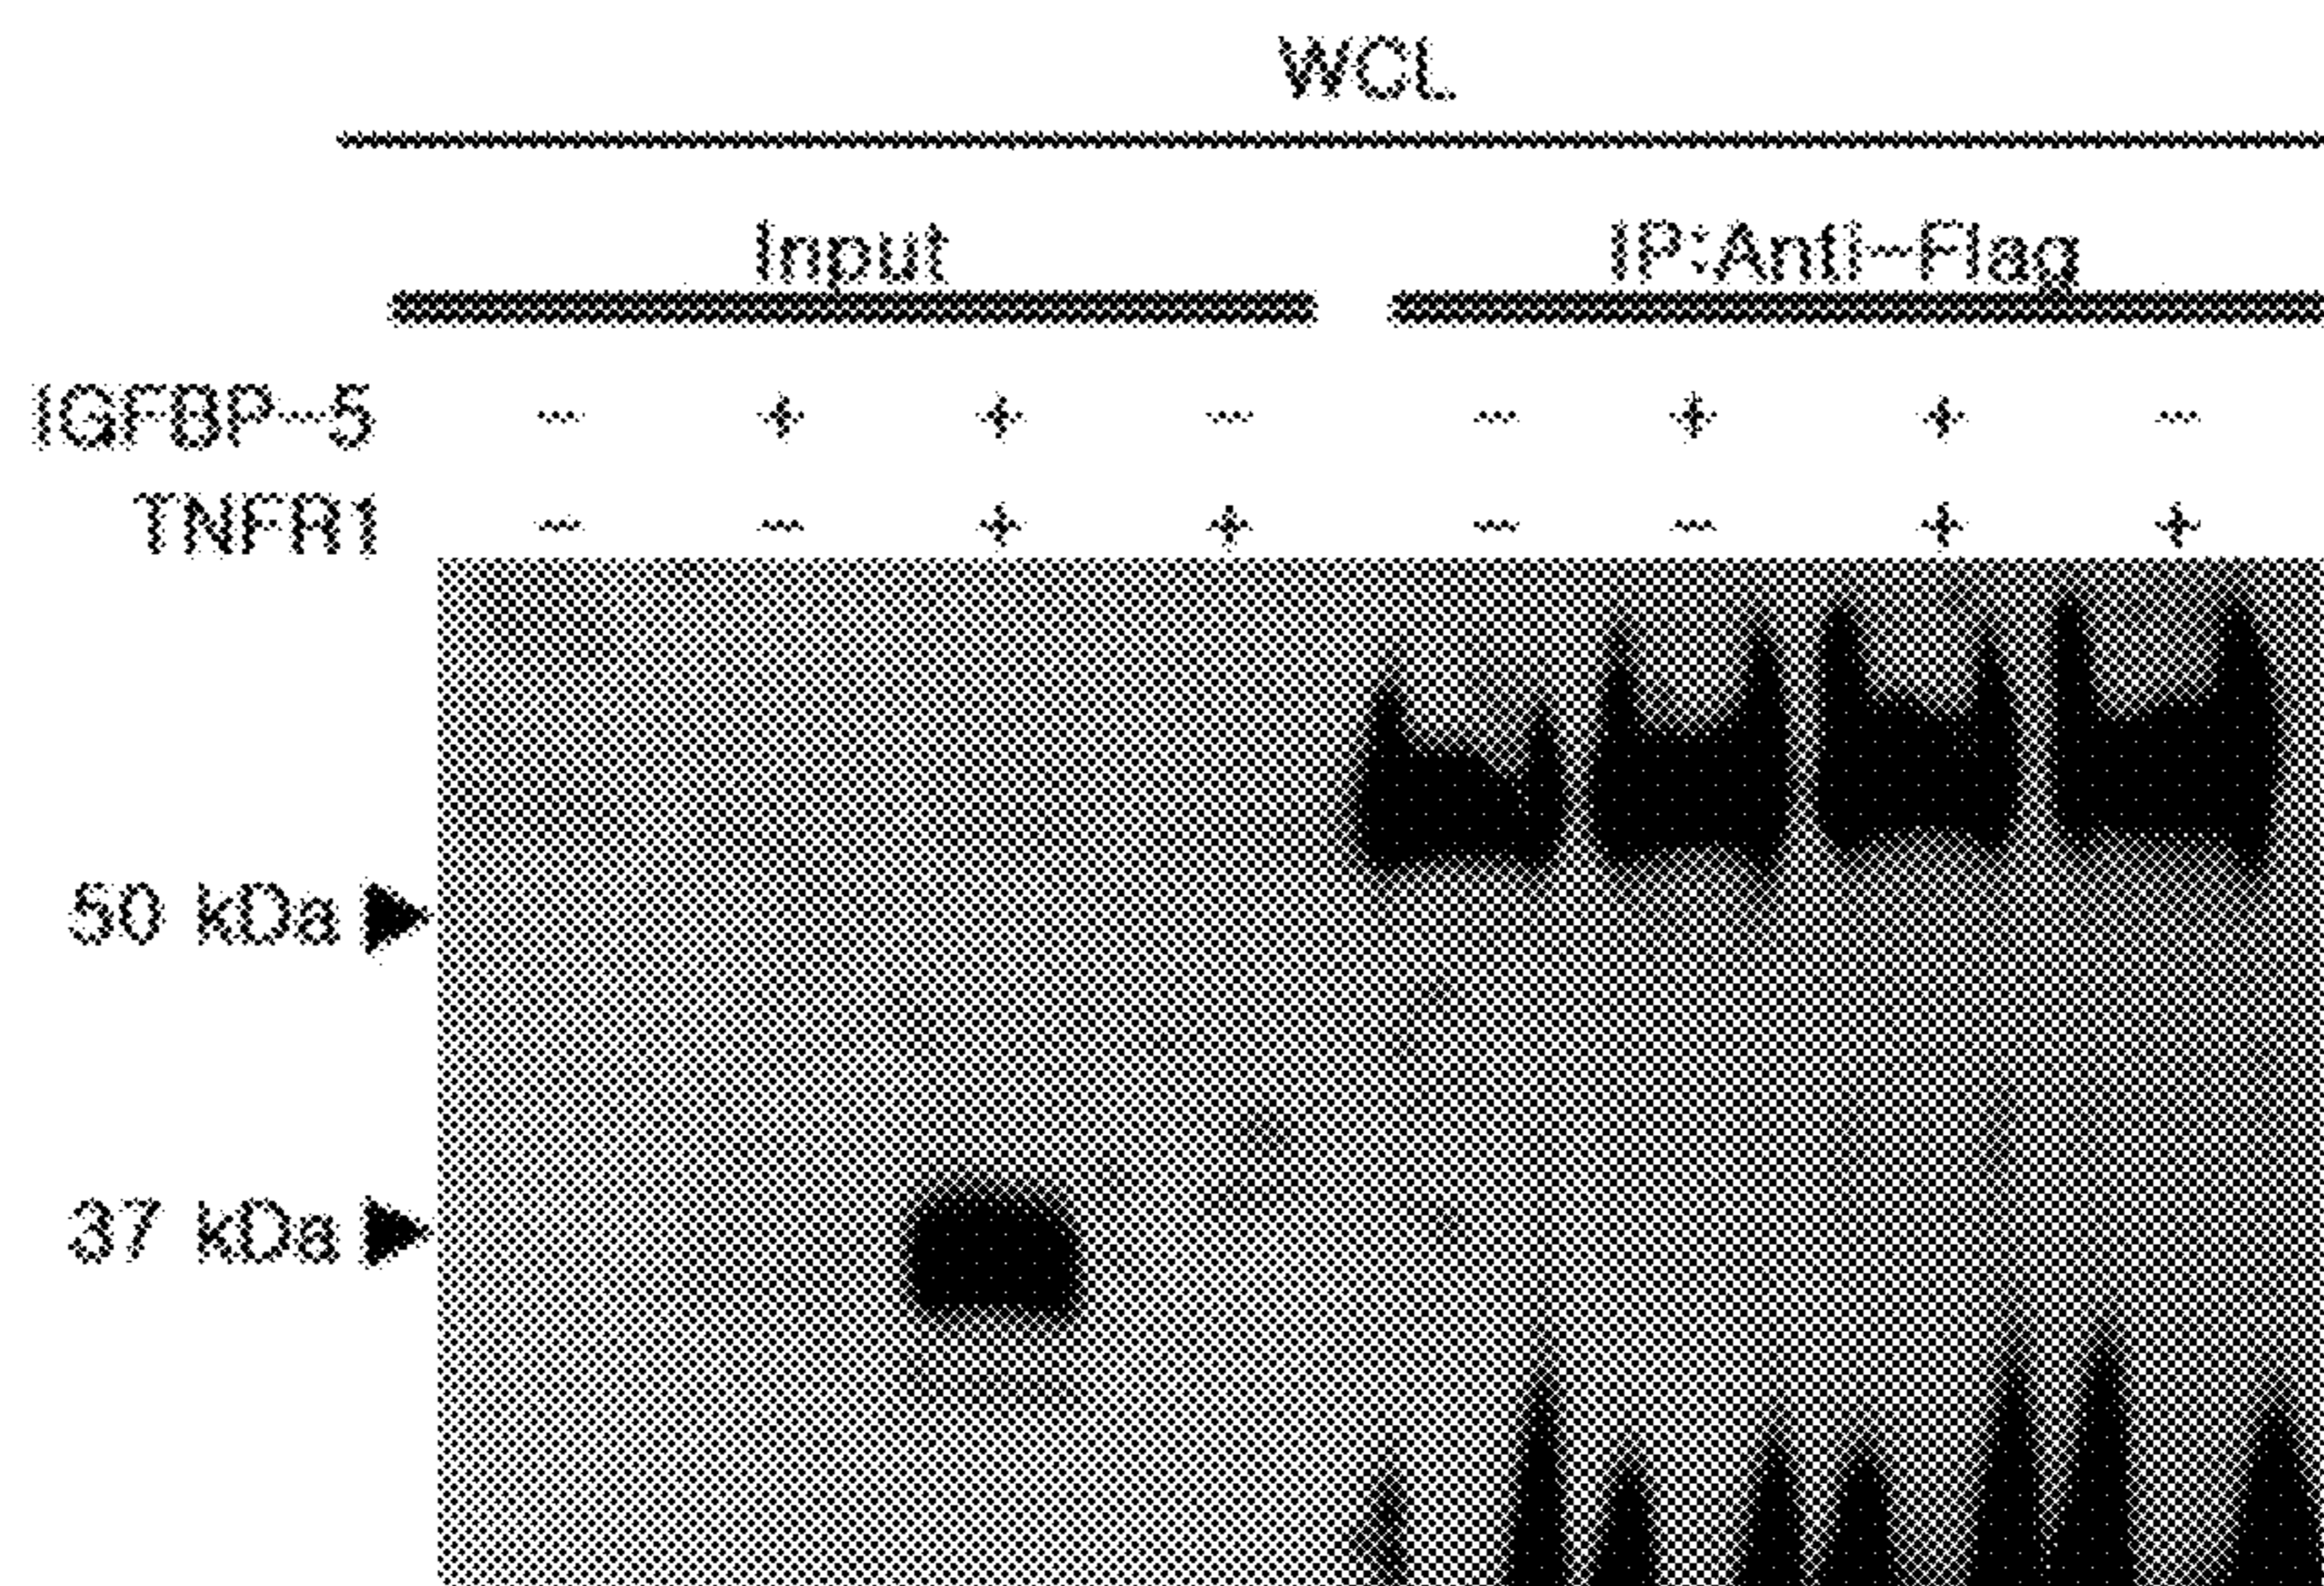 WCL
Input IP:Anti-Flag
IGFBP-5 - + + - - + + -
TNFR1 - - + + - - + +
50 kDa ▶
37 kDa ▶